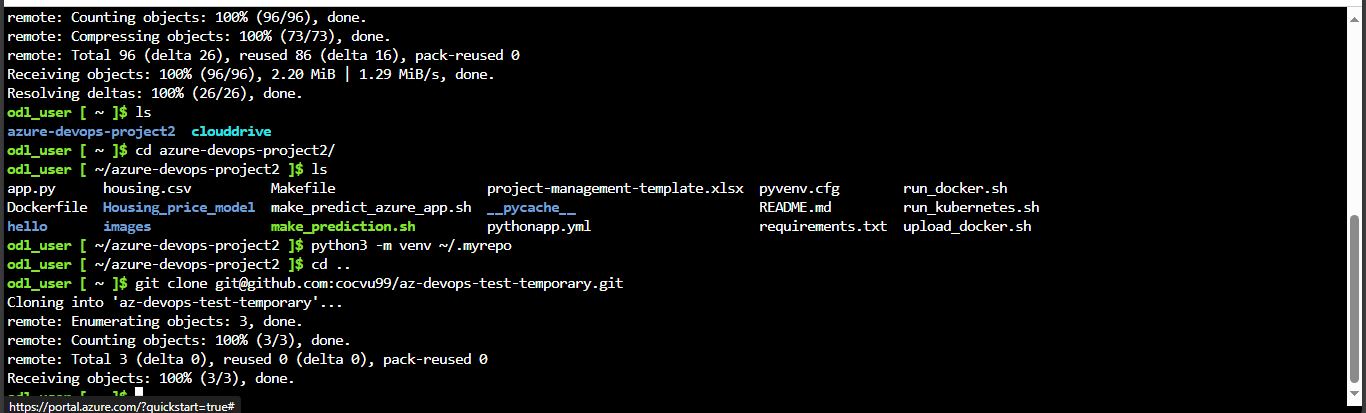 remote: Counting objects: 100% (96/96), done.
remote: Compressing objects: 100% (73/73), done.
remote: Total 96 (delta 26), reused 86 (delta 16), pack-reused 0
Receiving objects: 100% (96/96), 2.20 MiB | 1.29 MiB/s, done.
Resolving deltas: 100% (26/26), done.
odl_user [ ~ ]$ ls
azure-devops-project2  clouddrive
odl_user [ ~ ]$ cd azure-devops-project2/
odl_user [ ~/azure-devops-project2 ]$ ls
app.py      housing.csv          Makefile                   project-management-template.xlsx  pyvenv.cfg        run_docker.sh
Dockerfile  Housing_price_model  make_predict_azure_app.sh  __pycache__                       README.md         run_kubernetes.sh
hello       images               make_prediction.sh         pythonapp.yml                     requirements.txt  upload_docker.sh
odl_user [ ~/azure-devops-project2 ]$ python3 -m venv ~/.myrepo
odl_user [ ~/azure-devops-project2 ]$ cd ..
odl_user [ ~ ]$ git clone git@github.com:cocvu99/az-devops-test-temporary.git
Cloning into 'az-devops-test-temporary'...
remote: Enumerating objects: 3, done.
remote: Counting objects: 100% (3/3), done.
remote: Total 3 (delta 0), reused 0 (delta 0), pack-reused 0
Receiving objects: 100% (3/3), done.
odl_user [ ~ ]$
https://portal.azure.com/?quickstart=true#